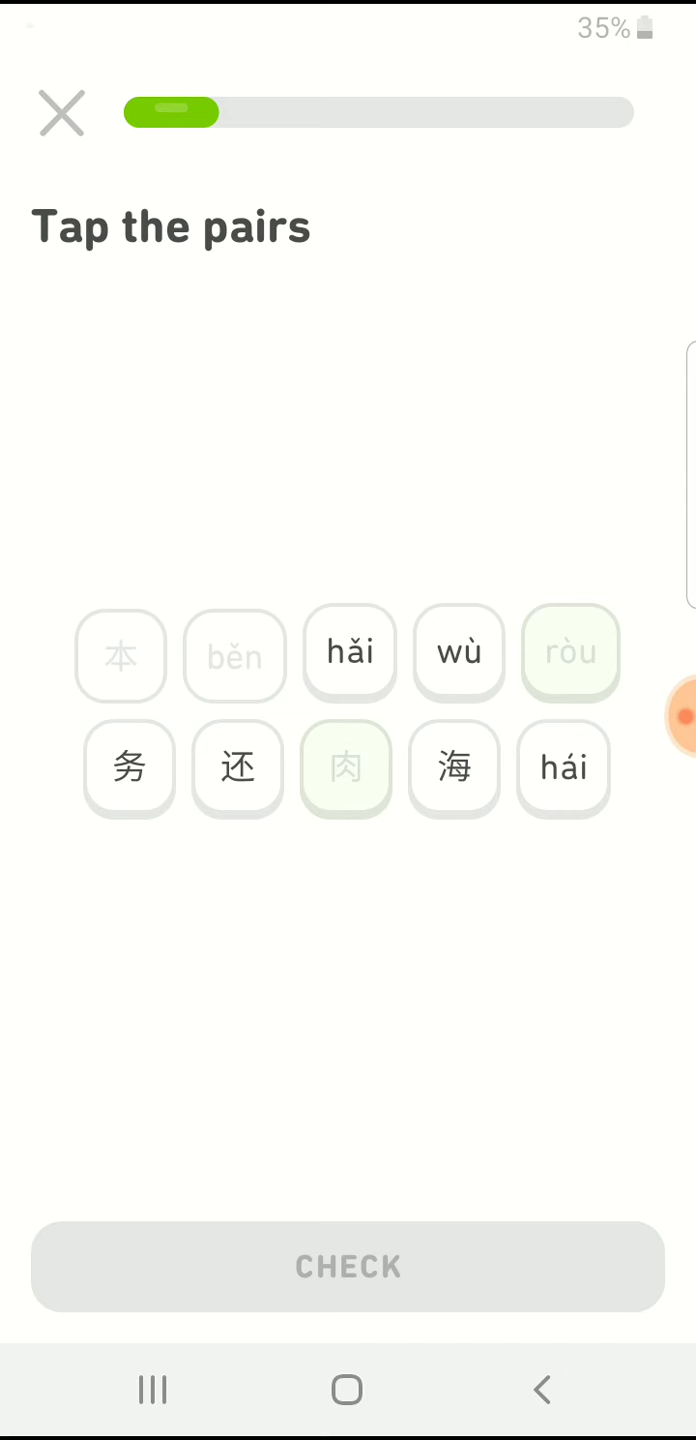 35%
Tap the pairs
本 běn hǎi wù ròu
务 还 肉 海 hái
CHECK